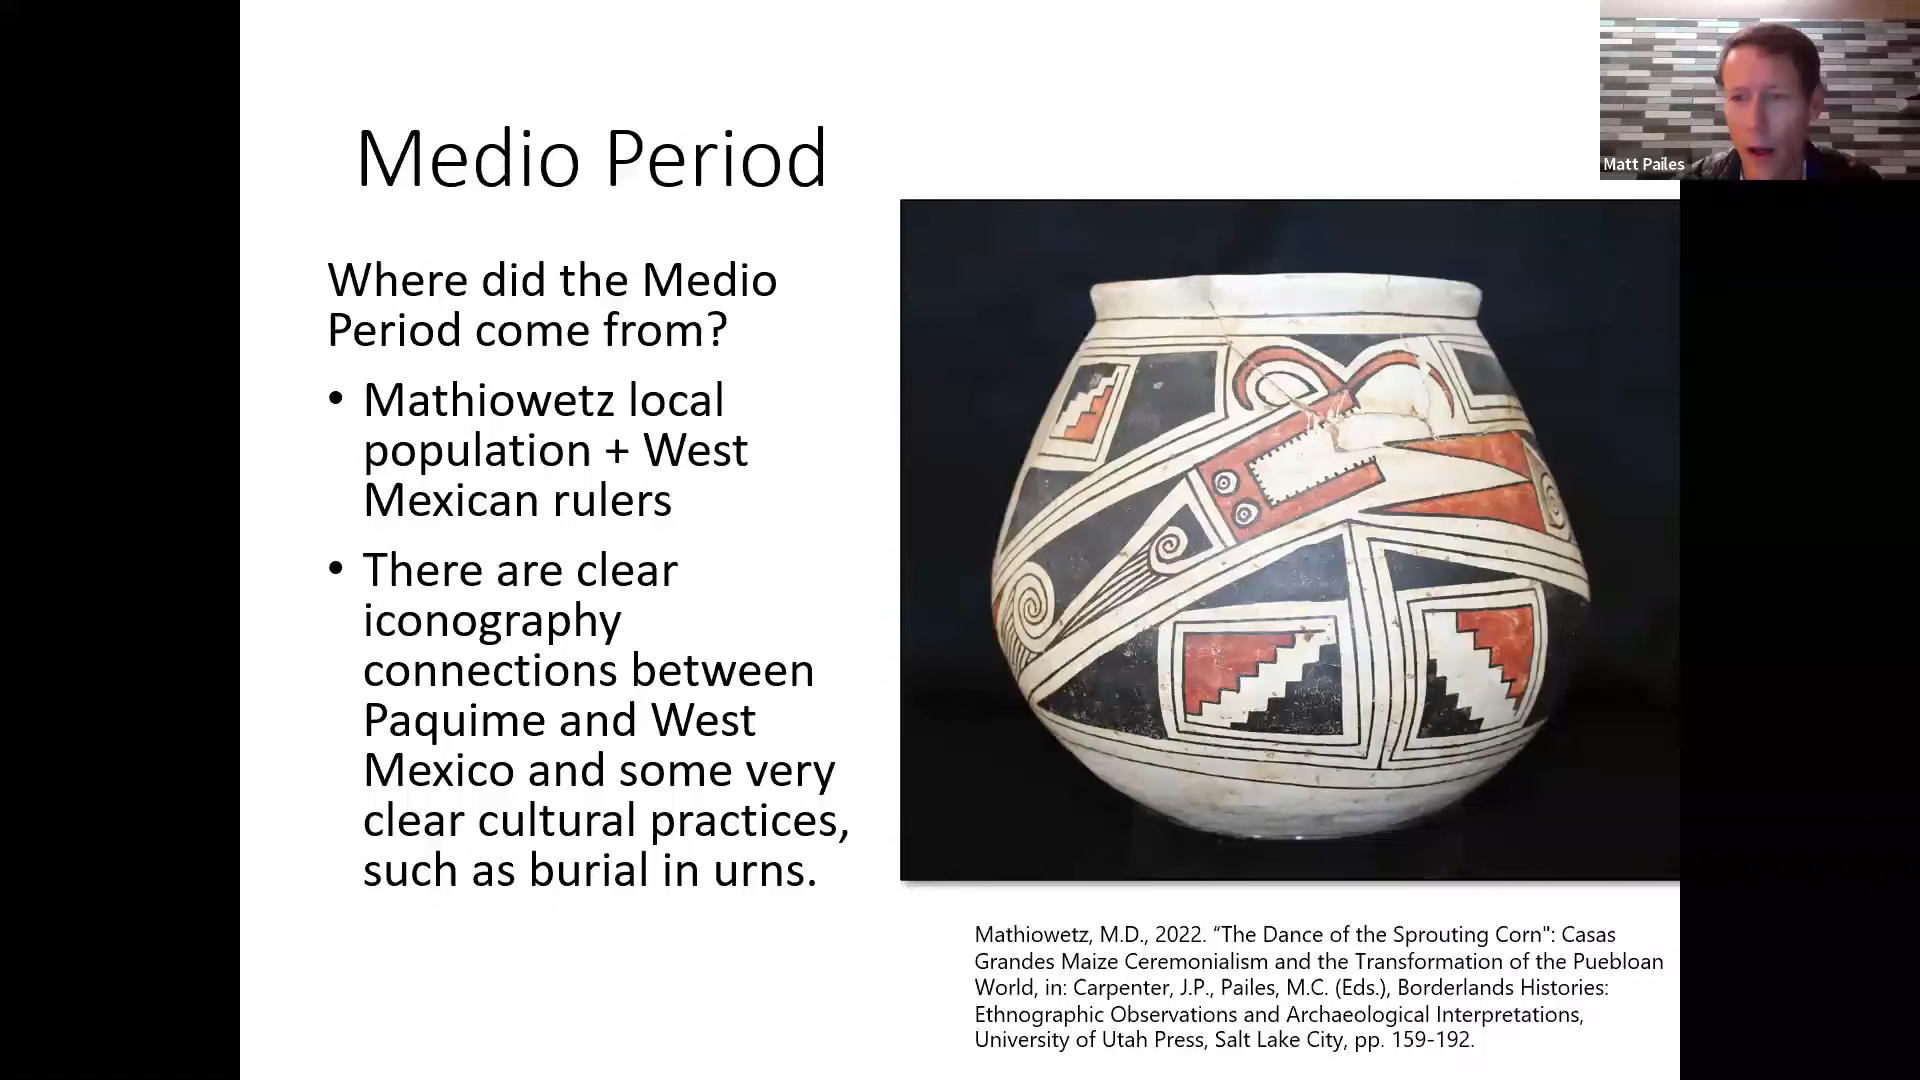 Matt Pailes
Medio Period
Where did the Medio
Period come from?
• Mathiowetz local
population + West
Mexican rulers
• There are clear
iconography
connections between
Paquime and West
Mexico and some very
clear cultural practices,
such as burial in urns.
Mathiowetz, M.D., 2022. “The Dance of the Sprouting Corn": Casas
Grandes Maize Ceremonialism and the Transformation of the Puebloan
World, in: Carpenter, J.P., Pailes, M.C. (Eds.), Borderlands Histories:
Ethnographic Observations and Archaeological Interpretations,
University of Utah Press, Salt Lake City, pp. 159-192.